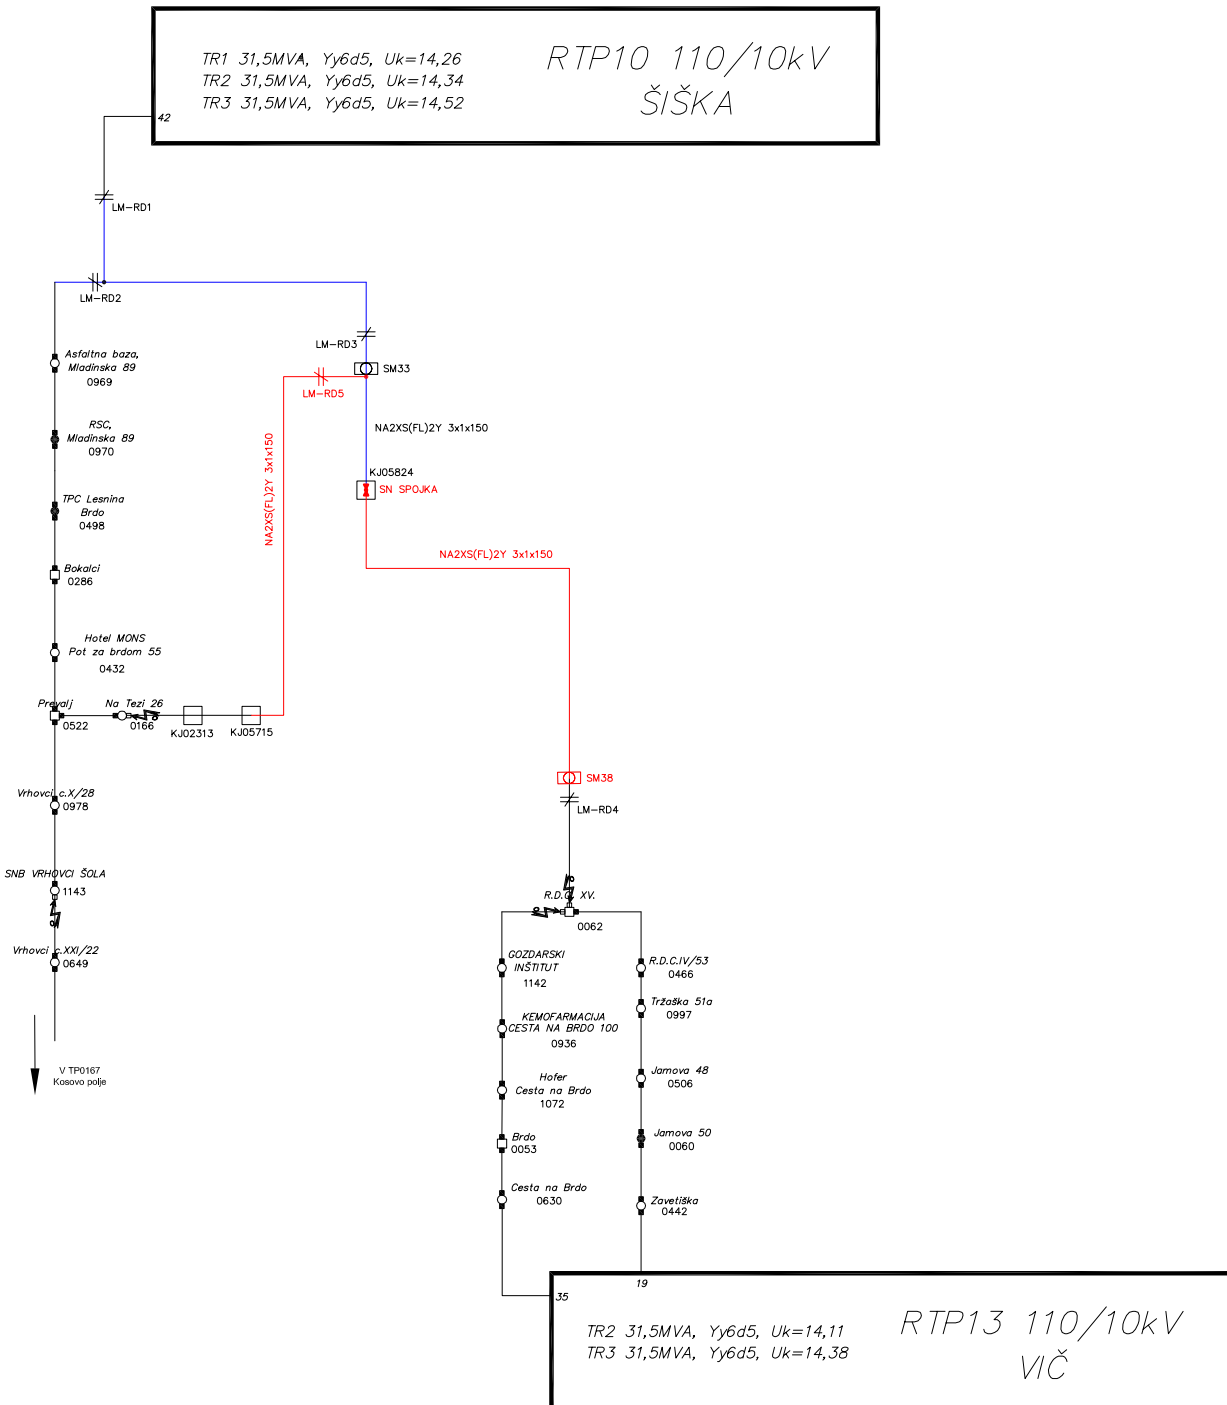 TR1 31,5MVA, Yy6d5, Uk=14,26
TR2 31,5MVA, Yy6d5, Uk=14,34
TR3 31,5MVA, Yy6d5, Uk=14,52
RTP10 110/10kV
ŠIŠKA
42
LM-RD1
LM-RD2
LM-RD3
SM33
LM-RD5
Asfaltna baza,
Mladinska 89
0969
RSC,
Mladinska 89
0970
NA2XS(FL)2Y 3x1x150
NA2XS(FL)2Y 3x1x150
KJ05824
SN SPOJKA
TPC Lesnina
Brdo
0498
NA2XS(FL)2Y 3x1x150
Bokalci
0286
Hotel MONS
Pot za brdom 55
0432
Prevalj
0522
Na Tezi 26
0166
KJ02313
KJ05715
SM38
LM-RD4
Vrhovci c.X/28
0978
SNB VRHOVCI ŠOLA
1143
R.D.C. XV.
0062
Vrhovci c.XXI/22
0649
GOZDARSKI
INŠTITUT
1142
R.D.C.IV/53
0466
Tržaška 51a
0997
KEMOFARMACIJA
CESTA NA BRDO 100
0936
V TP0167
Kosovo polje
Hofer
Cesta na Brdo
1072
Jamova 48
0506
Brdo
0053
Jamova 50
0060
Cesta na Brdo
0630
Zavetiška
0442
19
35
TR2 31,5MVA, Yy6d5, Uk=14,11
TR3 31,5MVA, Yy6d5, Uk=14,38
RTP13 110/10kV
VIČ